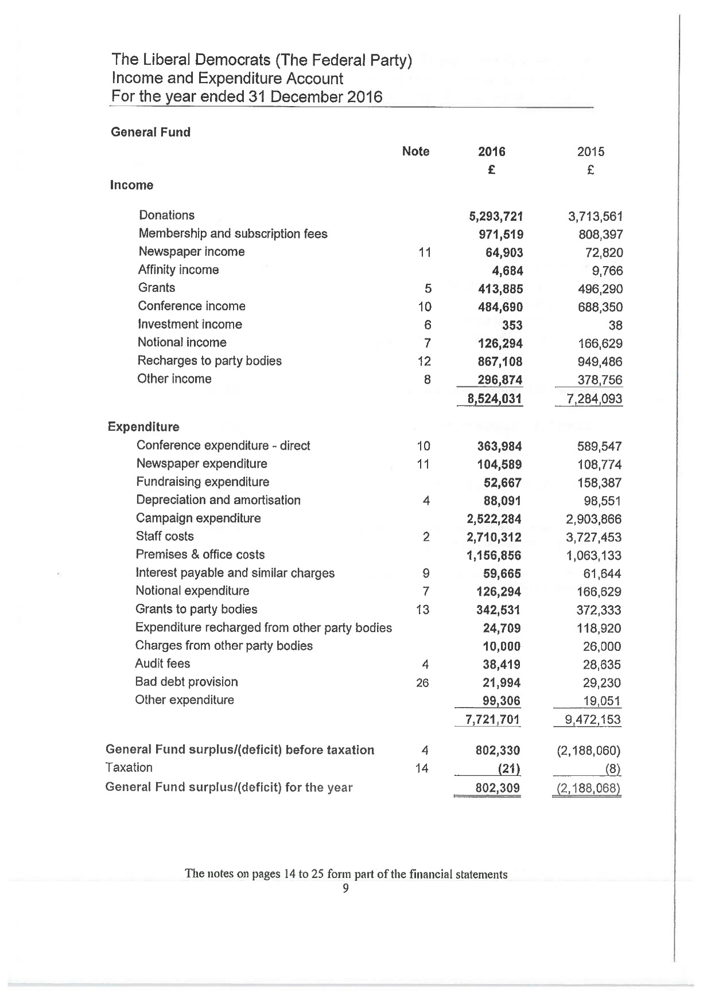 The Liberal Democrats (The Federal Party)
Income and Expenditure Account
For the year ended 31 December 2016
General Fund
Note 2016 2015
£ £
Income
Donations 5,293,721 3,713,561
Membership and subscription fees 971,519 808,397
Newspaper income 11 64,903 72,820
Affinity income 4,684 9,766
Grants 5 413,885 496,290
Conference income 10 484,690 688,350
Investment income 6 353 38
Notional income 7 126,294 166,629
Recharges to party bodies 12 867,108 949,486
Other income 8 296,874 378,756
8,524,031 7,284,093
Expenditure
Conference expenditure - direct 10 363,984 589,547
Newspaper expenditure 11 104,589 108,774
Fundraising expenditure 52,667 158,387
Depreciation and amortisation 4 88,091 98,551
Campaign expenditure 2,522,284 2,903,866
Staff costs 2 2,710,312 3,727,453
Premises & office costs 1,156,856 1,063,133
Interest payable and similar charges 9 59,665 61,644
Notional expenditure 7 126,294 166,629
Grants to party bodies 13 342,531 372,333
Expenditure recharged from other party bodies 24,709 118,920
Charges from other party bodies 10,000 26,000
Audit fees 4 38,419 28,635
Bad debt provision 26 21,994 29,230
Other expenditure 99,306 19,051
7,721,701 9,472,153
General Fund surplus/(deficit) before taxation 4 802,330 (2,188,060)
Taxation 14 (21) (8)
General Fund surplus/(deficit) for the year 802,309 (2,188,068)
The notes on pages 14 to 25 form part of the financial statements
9